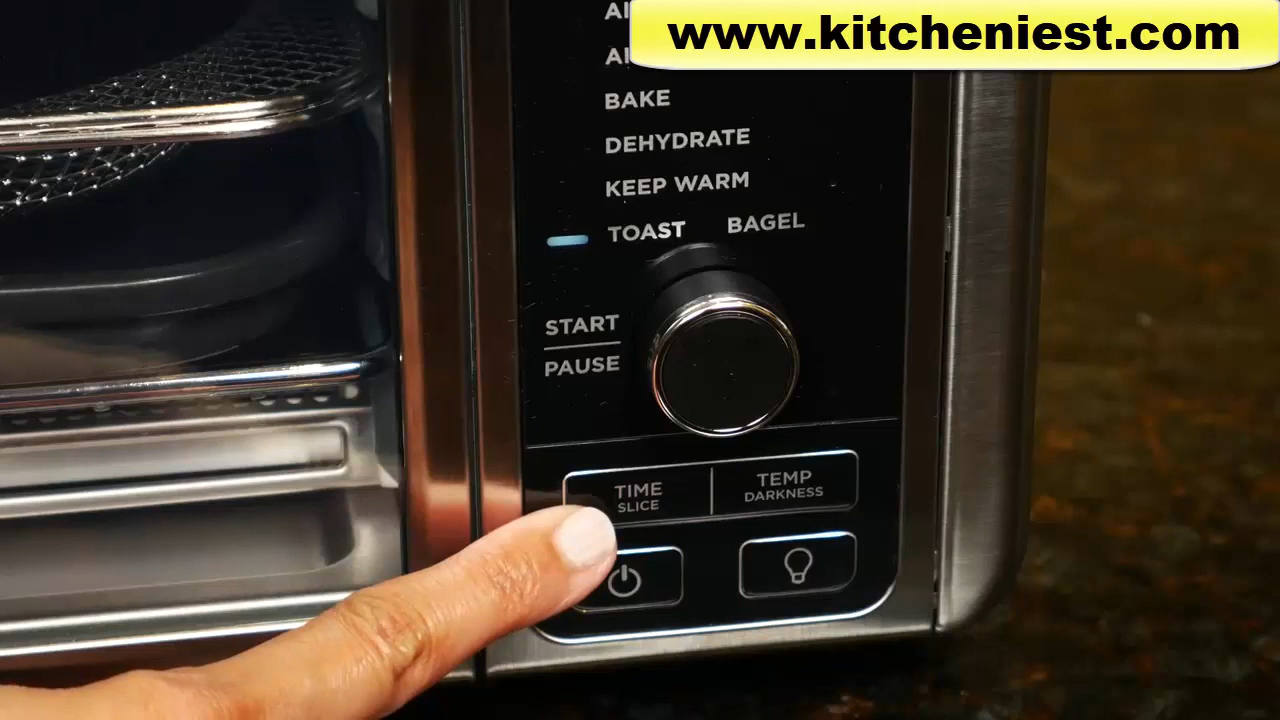 www.kitcheniest.com
BAKE
DEHYDRATE
KEEP WARM
TOAST BAGEL
START
PAUSE
TIME TEMP
SLICE DARKNESS